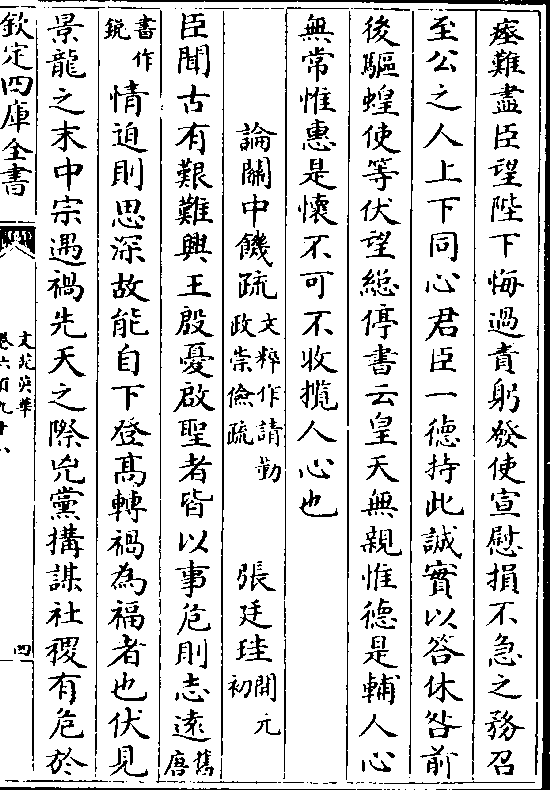 瘞難盡臣望陛下悔過責躬發使宣慰損不急之務召
至公之人上下同心君臣一德持此誠實以答休咎前
後驅蝗使等伏望總停書云皇天無親惟德是輔人心
無常惟惠是懷不可不收攬人心也
論關中饑疏文粹作請勤政崇儉疏 張廷珪開元初
臣聞古有艱難興王殷憂啟聖者皆以事危則志逺舊唐
書作銳情迫則思深故能自下登髙轉禍為福者也伏見
景龍之末中宗遇禍先天之際兇黨搆謀社稷有危於
欽定四庫全書
文苑英華
卷六百九十八
四